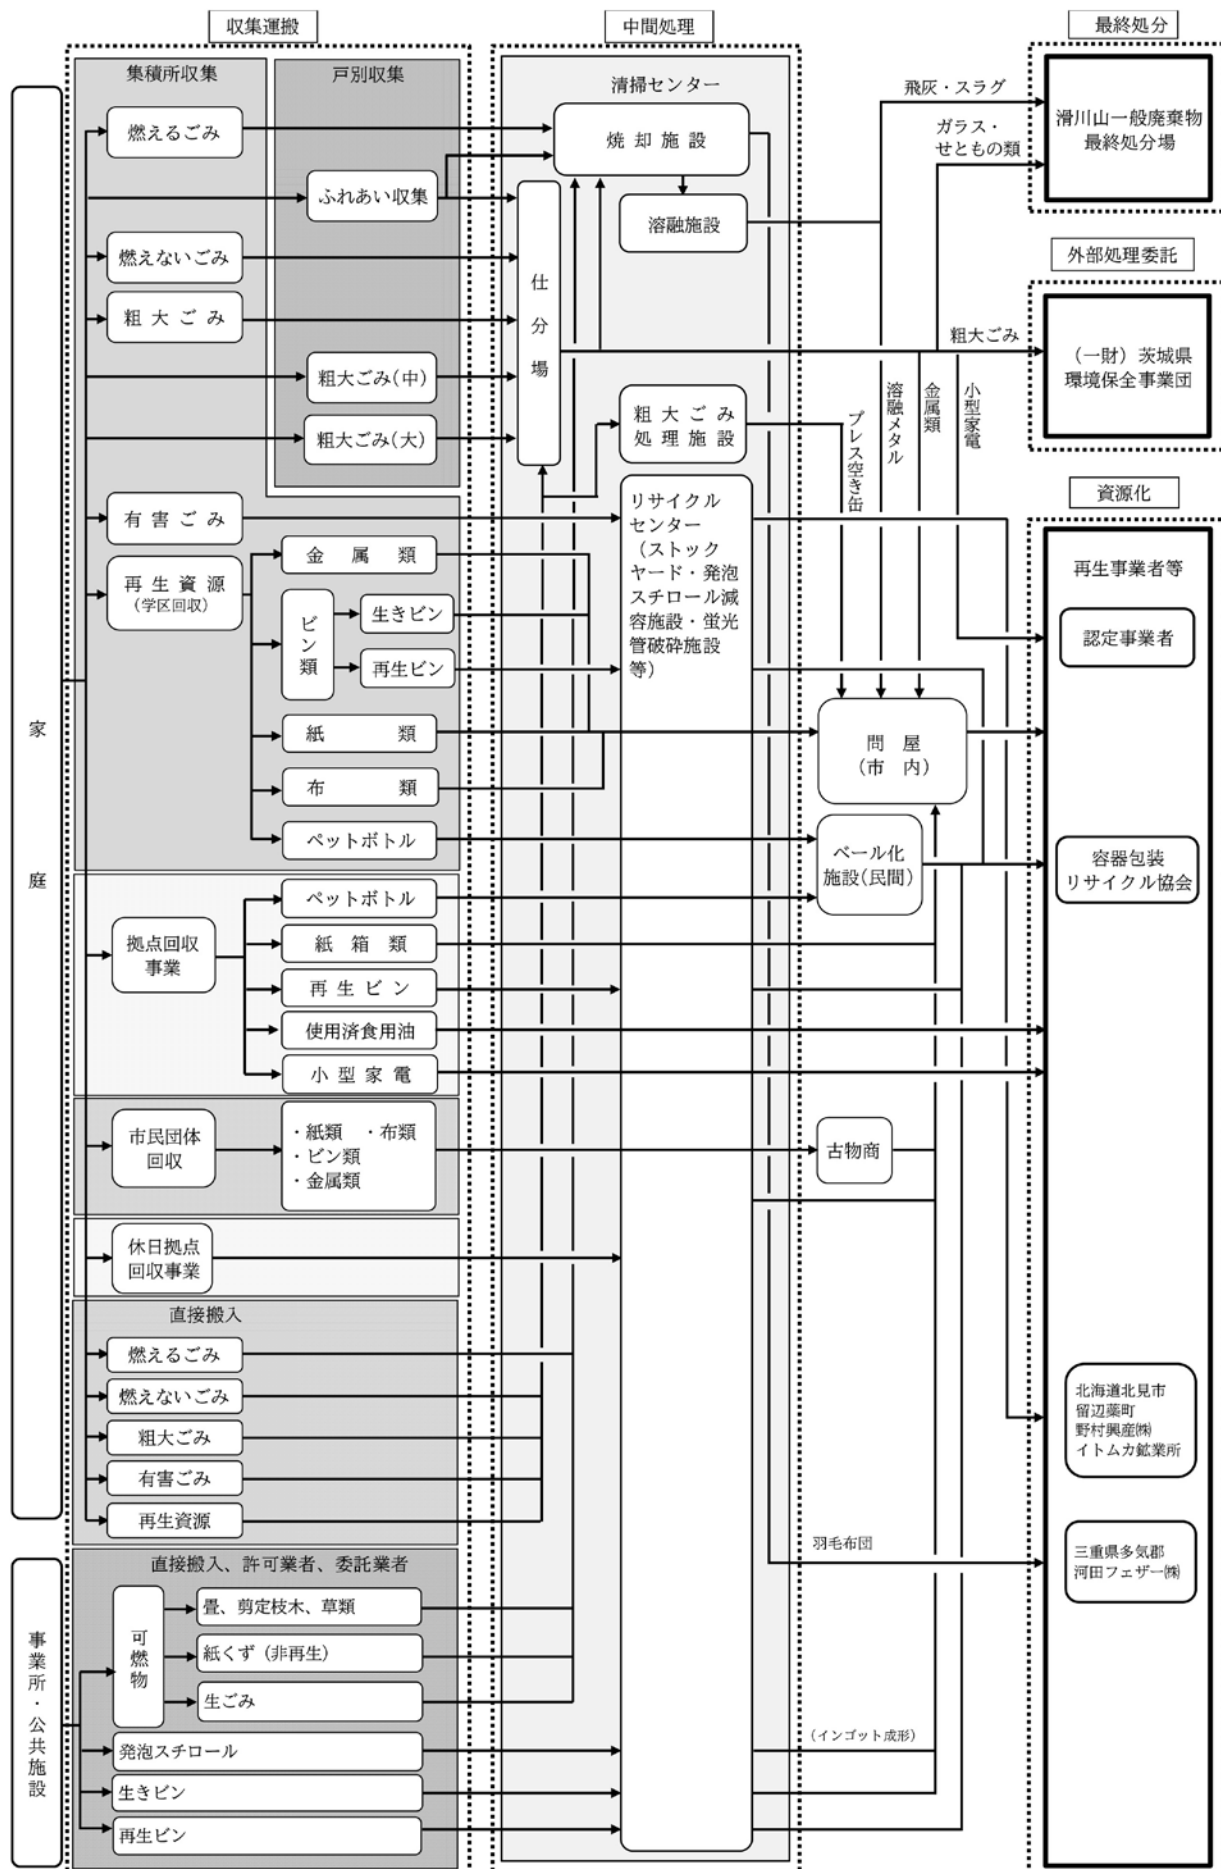 収集運搬
中間処理
最終処分
集積所収集
戸別収集
清掃センター
燃えるごみ
ふれあい収集
燃えないごみ
粗大ごみ
粗大ごみ(中)
粗大ごみ(大)
焼却施設
溶融施設
仕分場
粗大ごみ
処理施設
飛灰・スラグ
ガラス・
せともの類
滑川山一般廃棄物
最終処分場
外部処理委託
粗大ごみ
(一財)茨城県
環境保全事業団
プレス空き缶
溶融メタル
金属類
小型家電
資源化
家庭
有害ごみ
再生資源
(学区回収)
金属類
ビン類
生きビン
再生ビン
紙類
布類
ペットボトル
リサイクル
センター
(ストック
ヤード・発泡
スチロール減
容施設・蛍光
管破砕施設
等)
問屋
(市内)
ベール化
施設(民間)
再生事業者等
認定事業者
容器包装
リサイクル協会
拠点回収
事業
ペットボトル
紙箱類
再生ビン
使用済食用油
小型家電
市民団体
回収
・紙類 ・布類
・ビン類
・金属類
古物商
休日拠点
回収事業
直接搬入
燃えるごみ
燃えないごみ
粗大ごみ
有害ごみ
再生資源
北海道北見市
留辺蘂町
野村興産㈱
イトムカ鉱業所
羽毛布団
三重県多気郡
河田フェザー㈱
直接搬入、許可業者、委託業者
事業所・公共施設
可燃物
畳、剪定枝木、草類
紙くず(非再生)
生ごみ
発泡スチロール
生きビン
再生ビン
(インゴット成形)